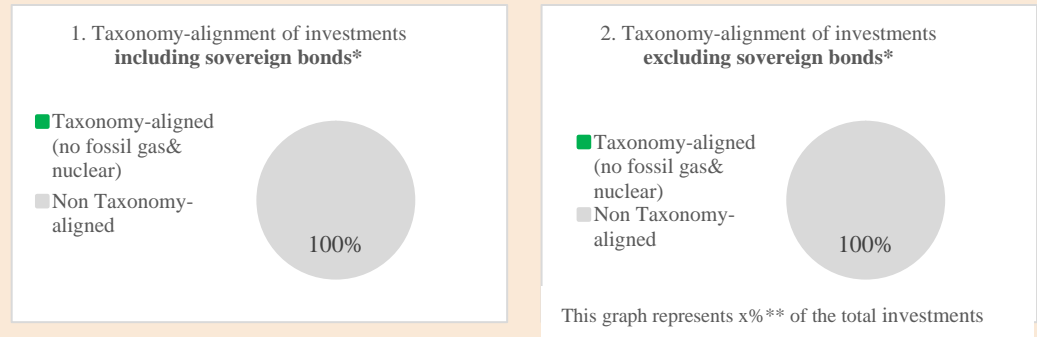 1. Taxonomy-alignment of investments
including sovereign bonds*
Taxonomy-aligned
(no fossil gas&
nuclear)
Non Taxonomy-
aligned
100%
2. Taxonomy-alignment of investments
excluding sovereign bonds*
Taxonomy-aligned
(no fossil gas&
nuclear)
Non Taxonomy-
aligned
100%
This graph represents x%** of the total investments